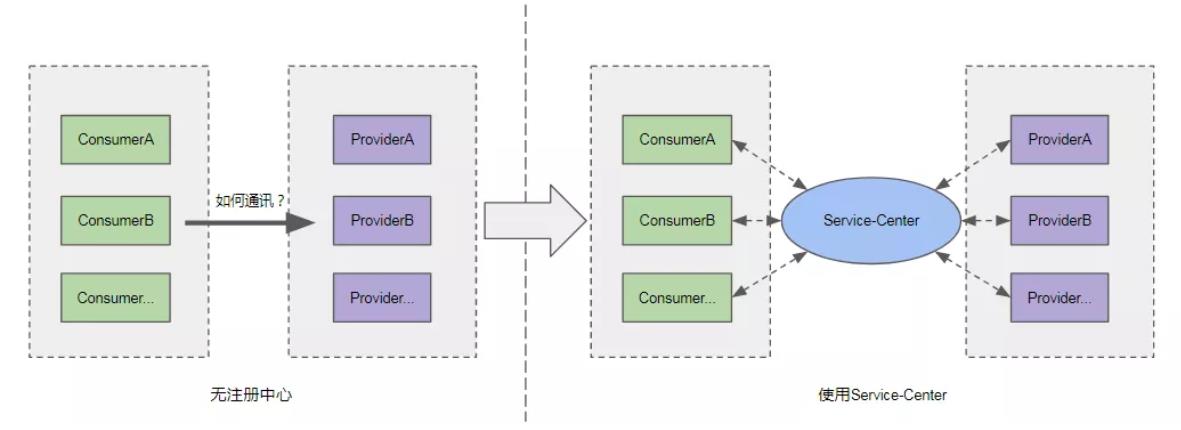 ConsumerA
ConsumerB
Consumer...
如何通讯？
ProviderA
ProviderB
Provider...
无注册中心
ConsumerA
ConsumerB
Consumer...
Service-Center
ProviderA
ProviderB
Provider...
使用Service-Center